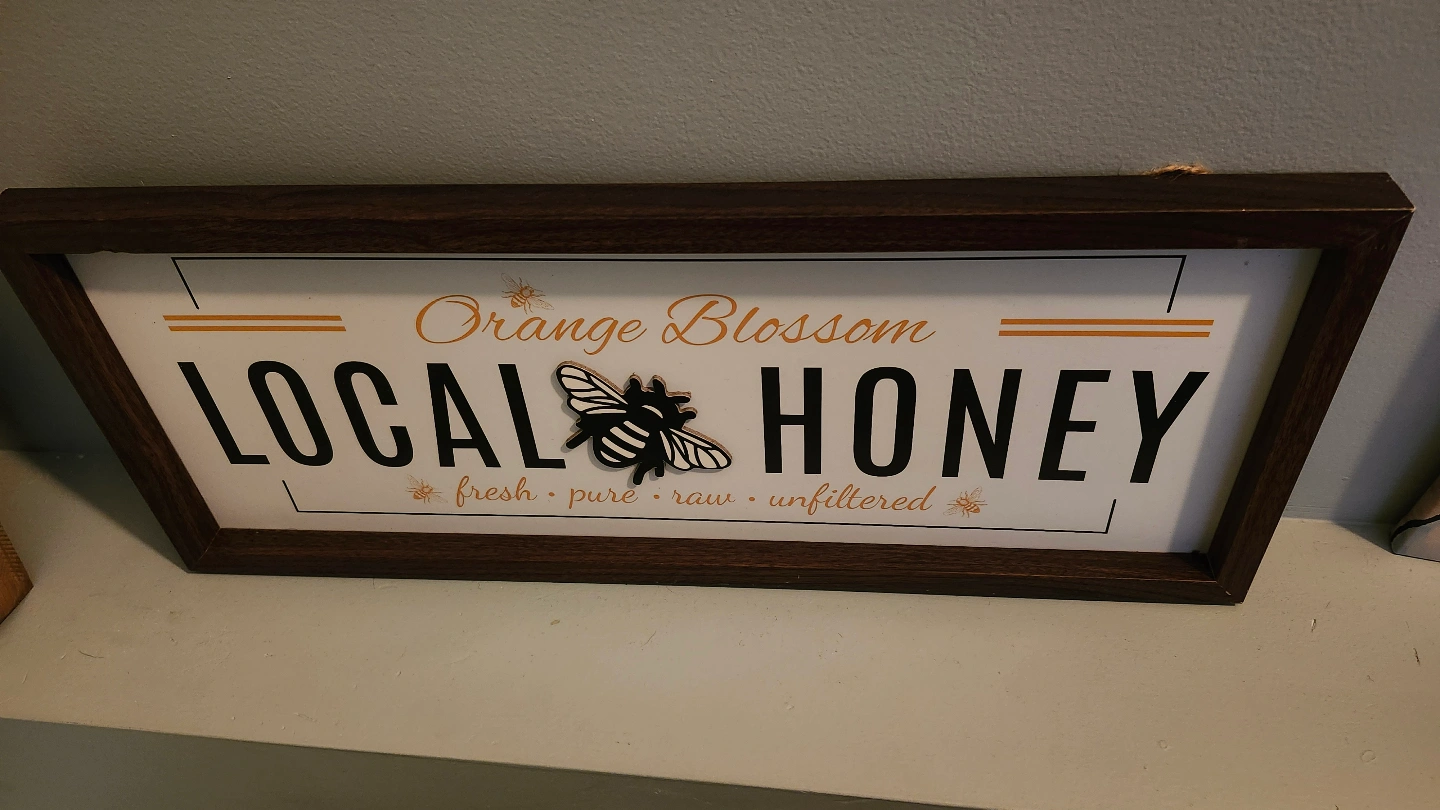 Orange Blossom
LOCAL HONEY
fresh • pure • raw • unfiltered